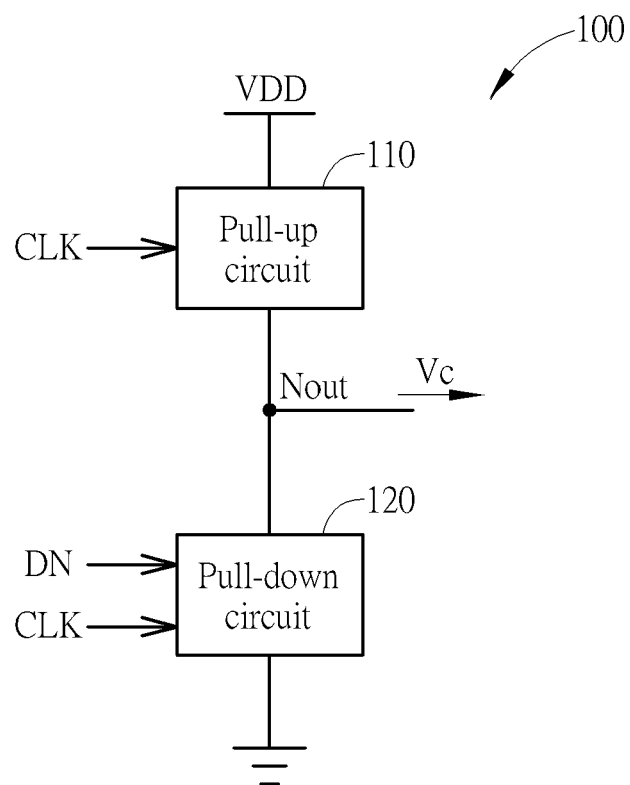 100
VDD
110
CLK
Pull-up
circuit
Nout
Vc
120
DN
Pull-down
CLK
circuit